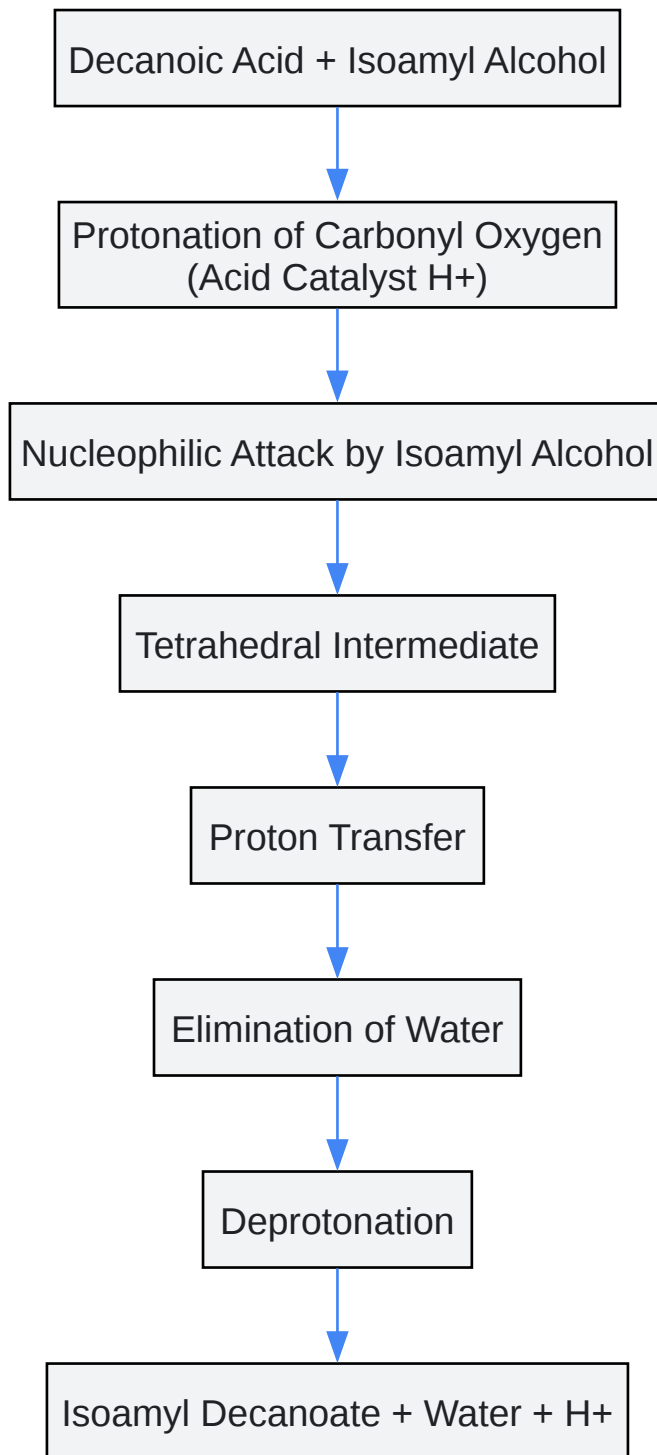 Decanoic Acid + Isoamyl Alcohol
Protonation of Carbonyl Oxygen
(Acid Catalyst H+)
Nucleophilic Attack by Isoamyl Alcohol
Tetrahedral Intermediate
Proton Transfer
Elimination of Water
Deprotonation
Isoamyl Decanoate + Water + H+